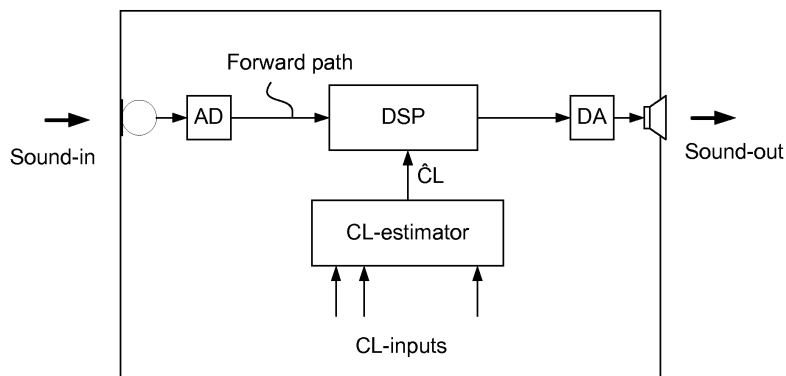 Forward path
AD
DSP
DA
Sound-in
Sound-out
ĈL
CL-estimator
CL-inputs